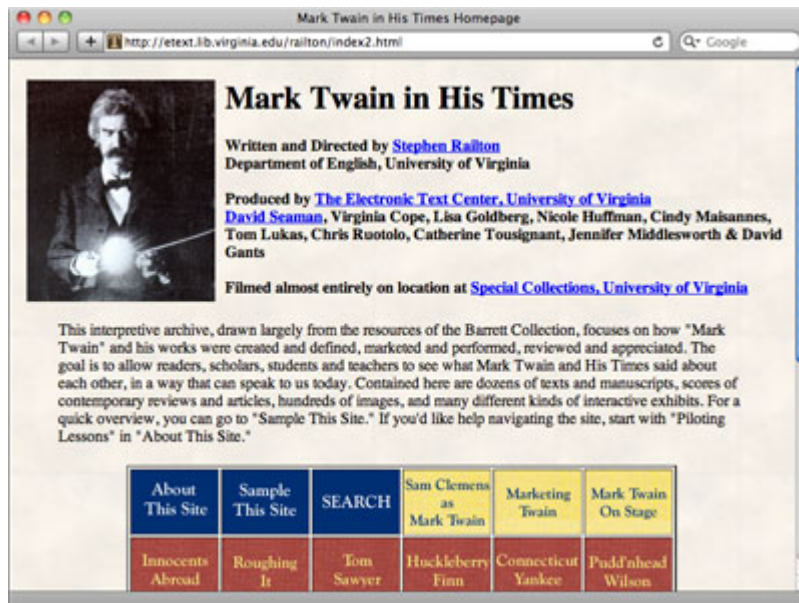 Mark Twain in His Times Homepage
http://etext.lib.virginia.edu/railton/index2.html
Google
Mark Twain in His Times
Written and Directed by Stephen Railton
Department of English, University of Virginia
Produced by The Electronic Text Center, University of Virginia
David Seaman, Virginia Cope, Lisa Goldberg, Nicole Huffman, Cindy Maisannes,
Tom Lukas, Chris Ruotolo, Catherine Tousignant, Jennifer Middlesworth & David
Gants
Filmed almost entirely on location at Special Collections, University of Virginia
This interpretive archive, drawn largely from the resources of the Barrett Collection, focuses on how "Mark
Twain" and his works were created and defined, marketed and performed, reviewed and appreciated. The
goal is to allow readers, scholars, students and teachers to see what Mark Twain and His Times said about
each other, in a way that can speak to us today. Contained here are dozens of texts and manuscripts, scores of
contemporary reviews and articles, hundreds of images, and many different kinds of interactive exhibits. For a
quick overview, you can go to "Sample This Site." If you'd like help navigating the site, start with "Piloting
Lessons" in "About This Site."
About
This Site
Sample
This Site
SEARCH
Sam Clemens
as
Mark Twain
Marketing
Twain
Mark Twain
On Stage
Innocents
Abroad
Roughing
It
Tom
Sawyer
Huckleberry
Finn
Connecticut
Yankee
Pudd'nhead
Wilson